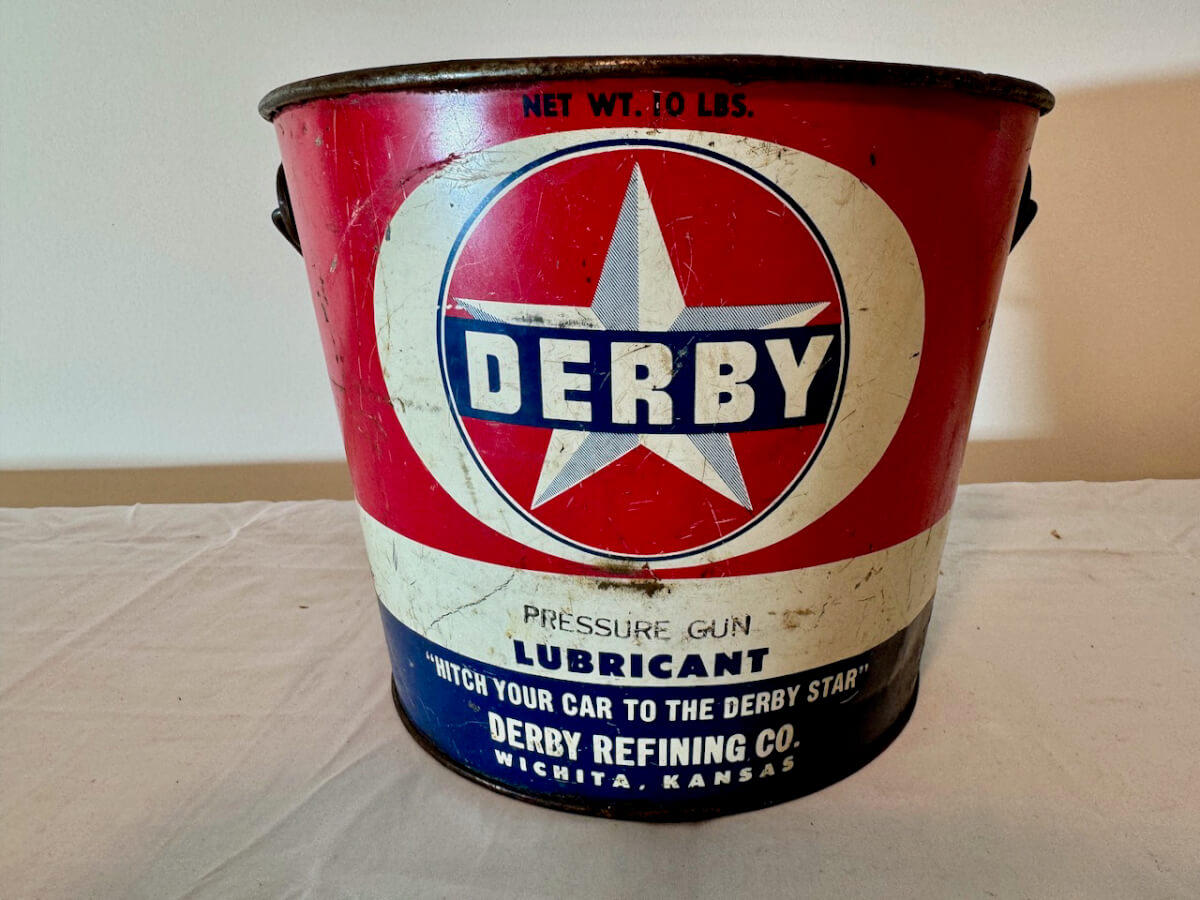 NET WT. 10 LBS.
DERBY
PRESSURE GUN
LUBRICANT
"HITCH YOUR CAR TO THE DERBY STAR"
DERBY REFINING CO.
WICHITA, KANSAS